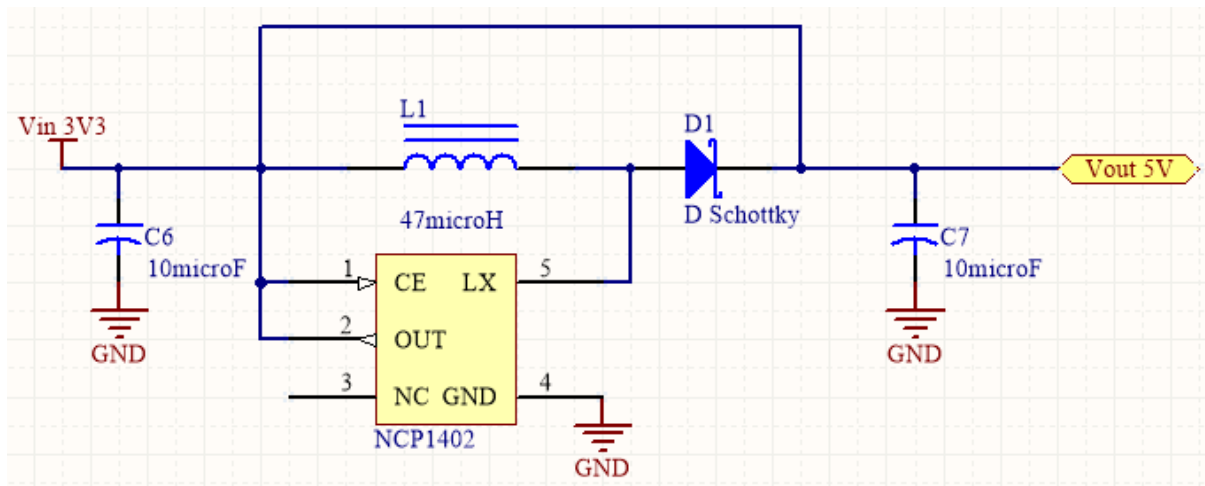 L1
Vin 3V3
D1
Vout 5V
47microH
D Schottky
C6
10microF
C7
10microF
1
CE
LX
5
2
OUT
3
NC
GND
4
NCP1402
GND
GND
GND